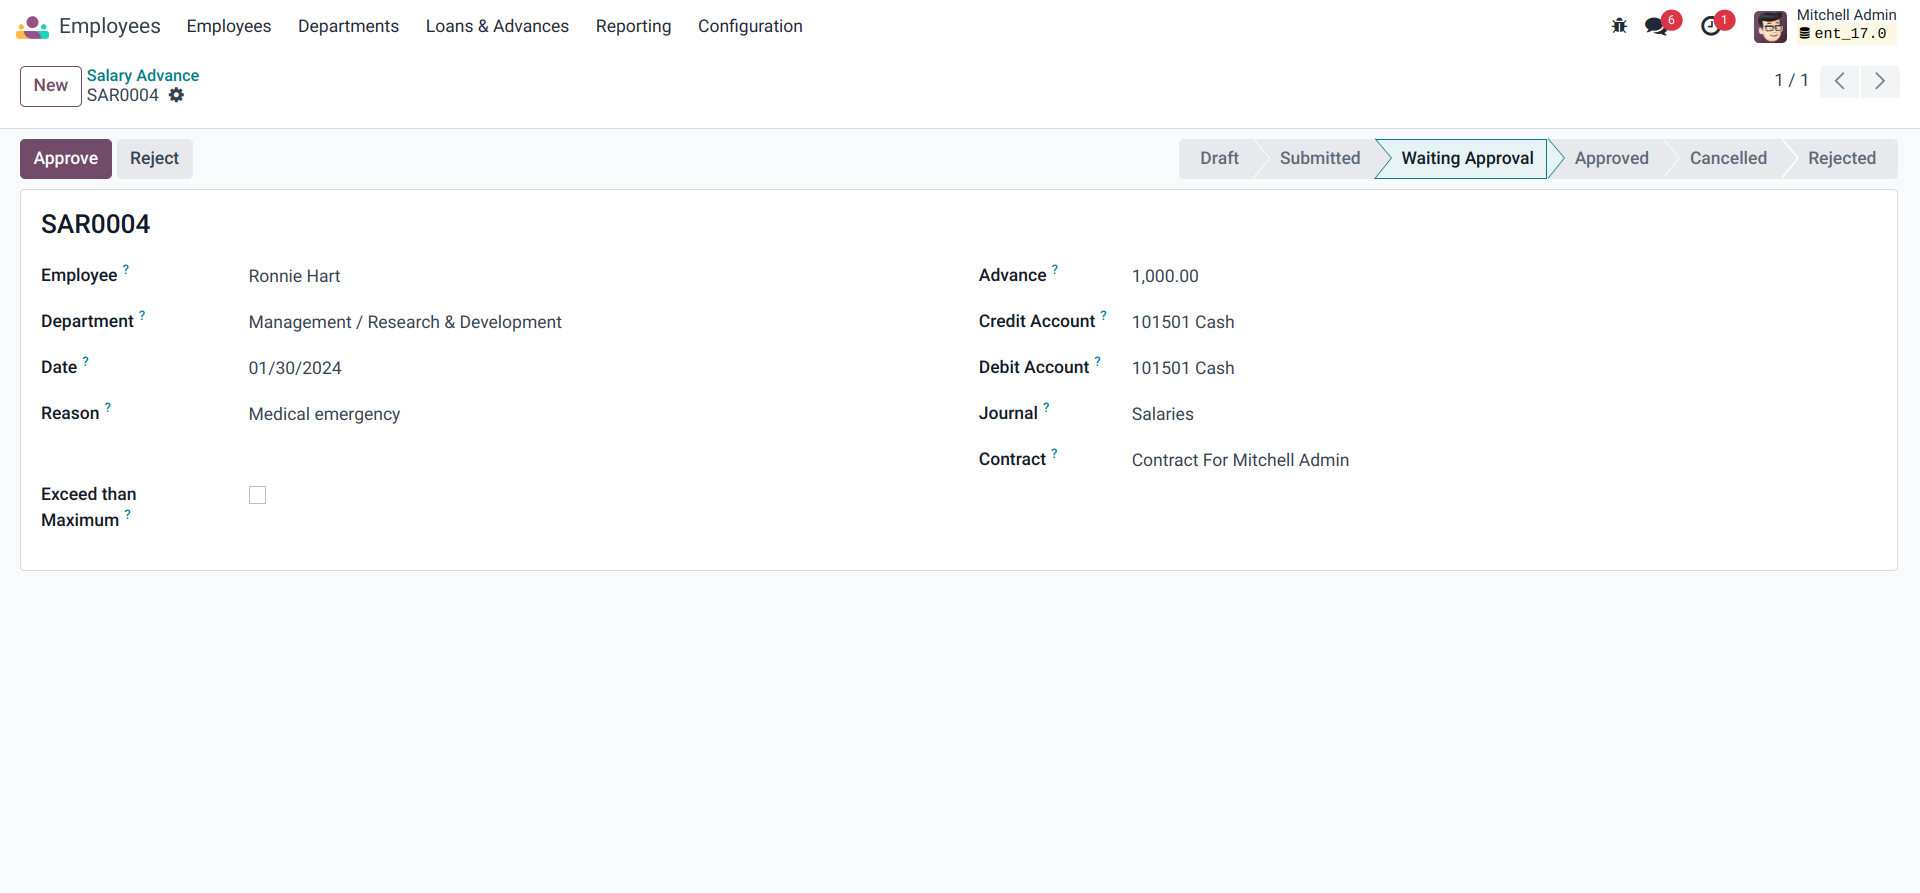 Employees Employees Departments Loans & Advances Reporting Configuration 6 1 Mitchell Admin
ent_17.0
New Salary Advance
SAR0004
1 / 1
Approve Reject Draft Submitted Waiting Approval Approved Cancelled Rejected
SAR0004
Employee ? Ronnie Hart Advance ? 1,000.00
Department ? Management / Research & Development Credit Account ? 101501 Cash
Date ? 01/30/2024 Debit Account ? 101501 Cash
Reason ? Medical emergency Journal ? Salaries
Contract ? Contract For Mitchell Admin
Exceed than
Maximum ?